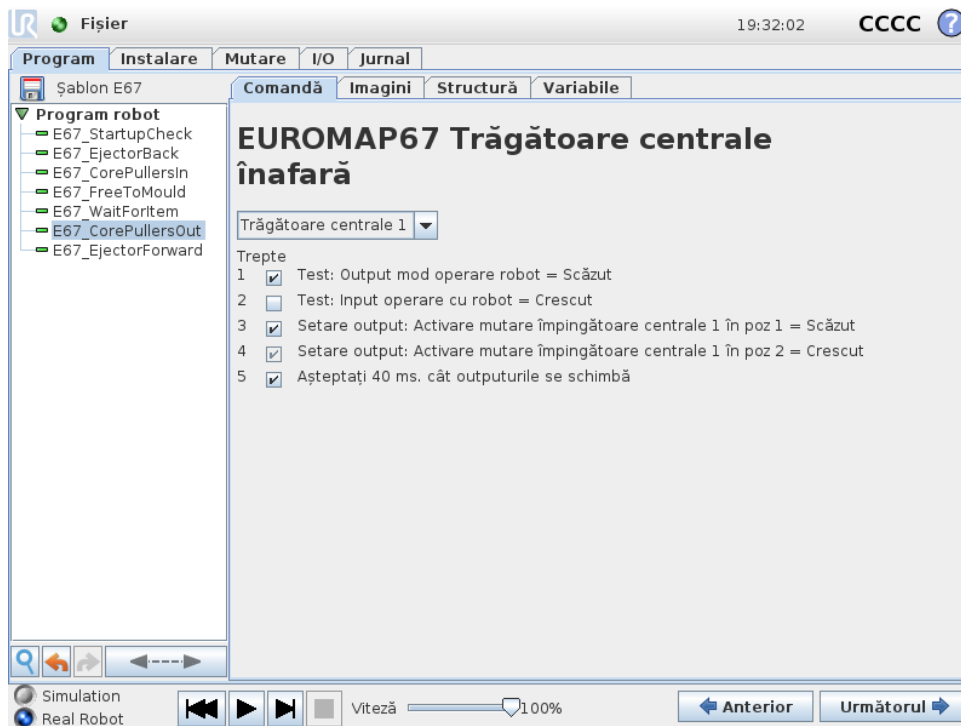 UR Fișier 19:32:02 CCCC ?
Program Instalare Mutare I/O Jurnal
Șablon E67
Comandă Imagini Structură Variabile
Program robot
E67_StartupCheck
E67_EjectorBack
E67_CorePullersIn
E67_FreeToMould
E67_WaitForItem
E67_CorePullersOut
E67_EjectorForward
EUROMAP67 Trăgătoare centrale
înafară
Trăgătoare centrale 1
Trepte
1 Test: Output mod operare robot = Scăzut
2 Test: Input operare cu robot = Crescut
3 Setare output: Activare mutare împingătoare centrale 1 în poz 1 = Scăzut
4 Setare output: Activare mutare împingătoare centrale 1 în poz 2 = Crescut
5 Așteptați 40 ms. cât outputurile se schimbă
Simulation
Real Robot
Viteză 100%
Anterior Următorul